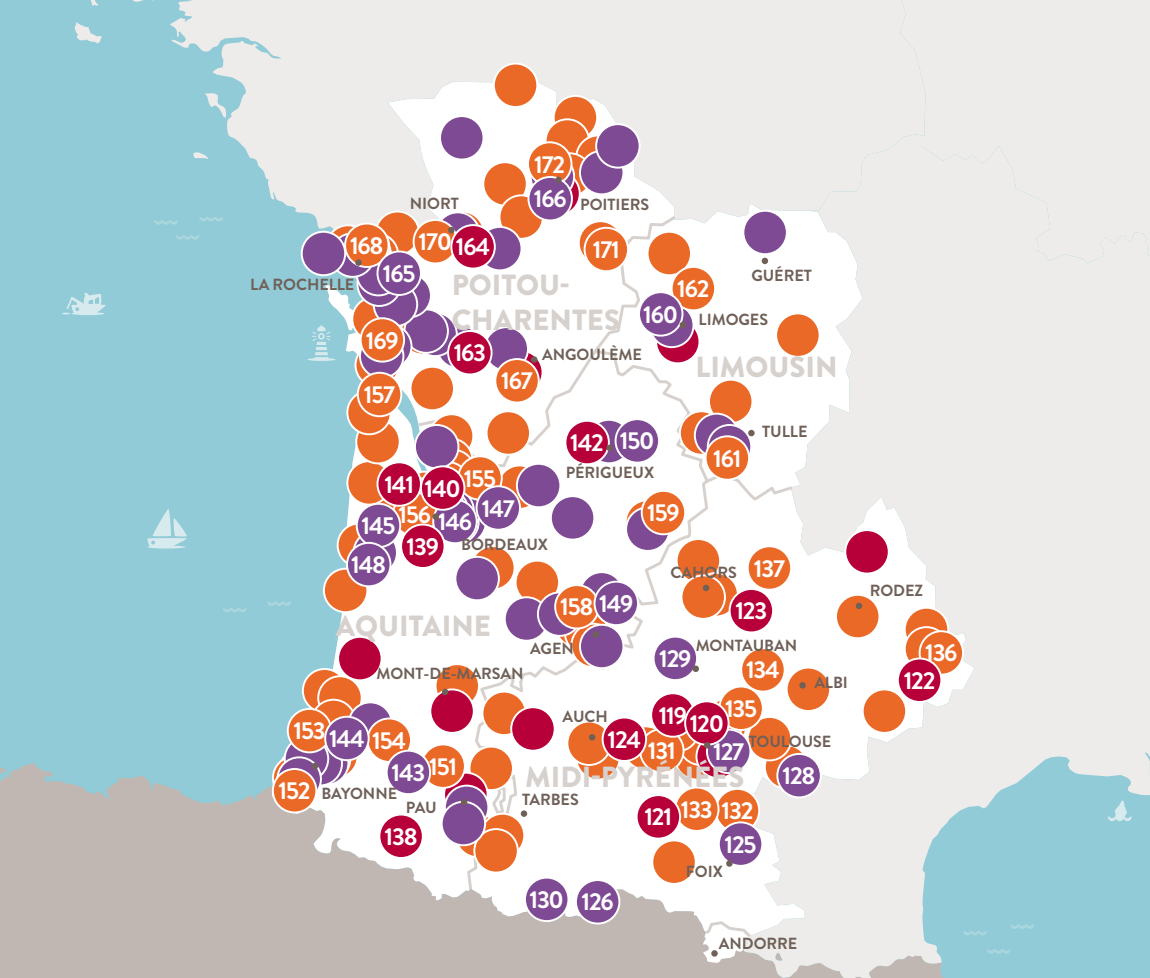 172
166
POITIERS
NIORT
168
170
164
171
165
LA ROCHELLE
GUÉRET
POITOU-
CHARENTES
162
160
LIMOGES
169
163
ANGOULÊME
LIMOUSIN
167
157
142
150
TULLE
161
PÉRIGUEUX
141
140
155
156
145
146
147
159
139
BORDEAUX
148
CAHORS
137
158
149
123
RODEZ
AQUITAINE
AGEN
129
MONTAUBAN
136
134
MONT-DE-MARSAN
ALBI
122
119
120
135
AUCH
153
144
154
124
131
127
TOULOUSE
143
151
MIDI-PYRÉNÉES
128
152
BAYONNE
PAU
TARBES
121
133
132
138
125
FOIX
130
126
ANDORRE